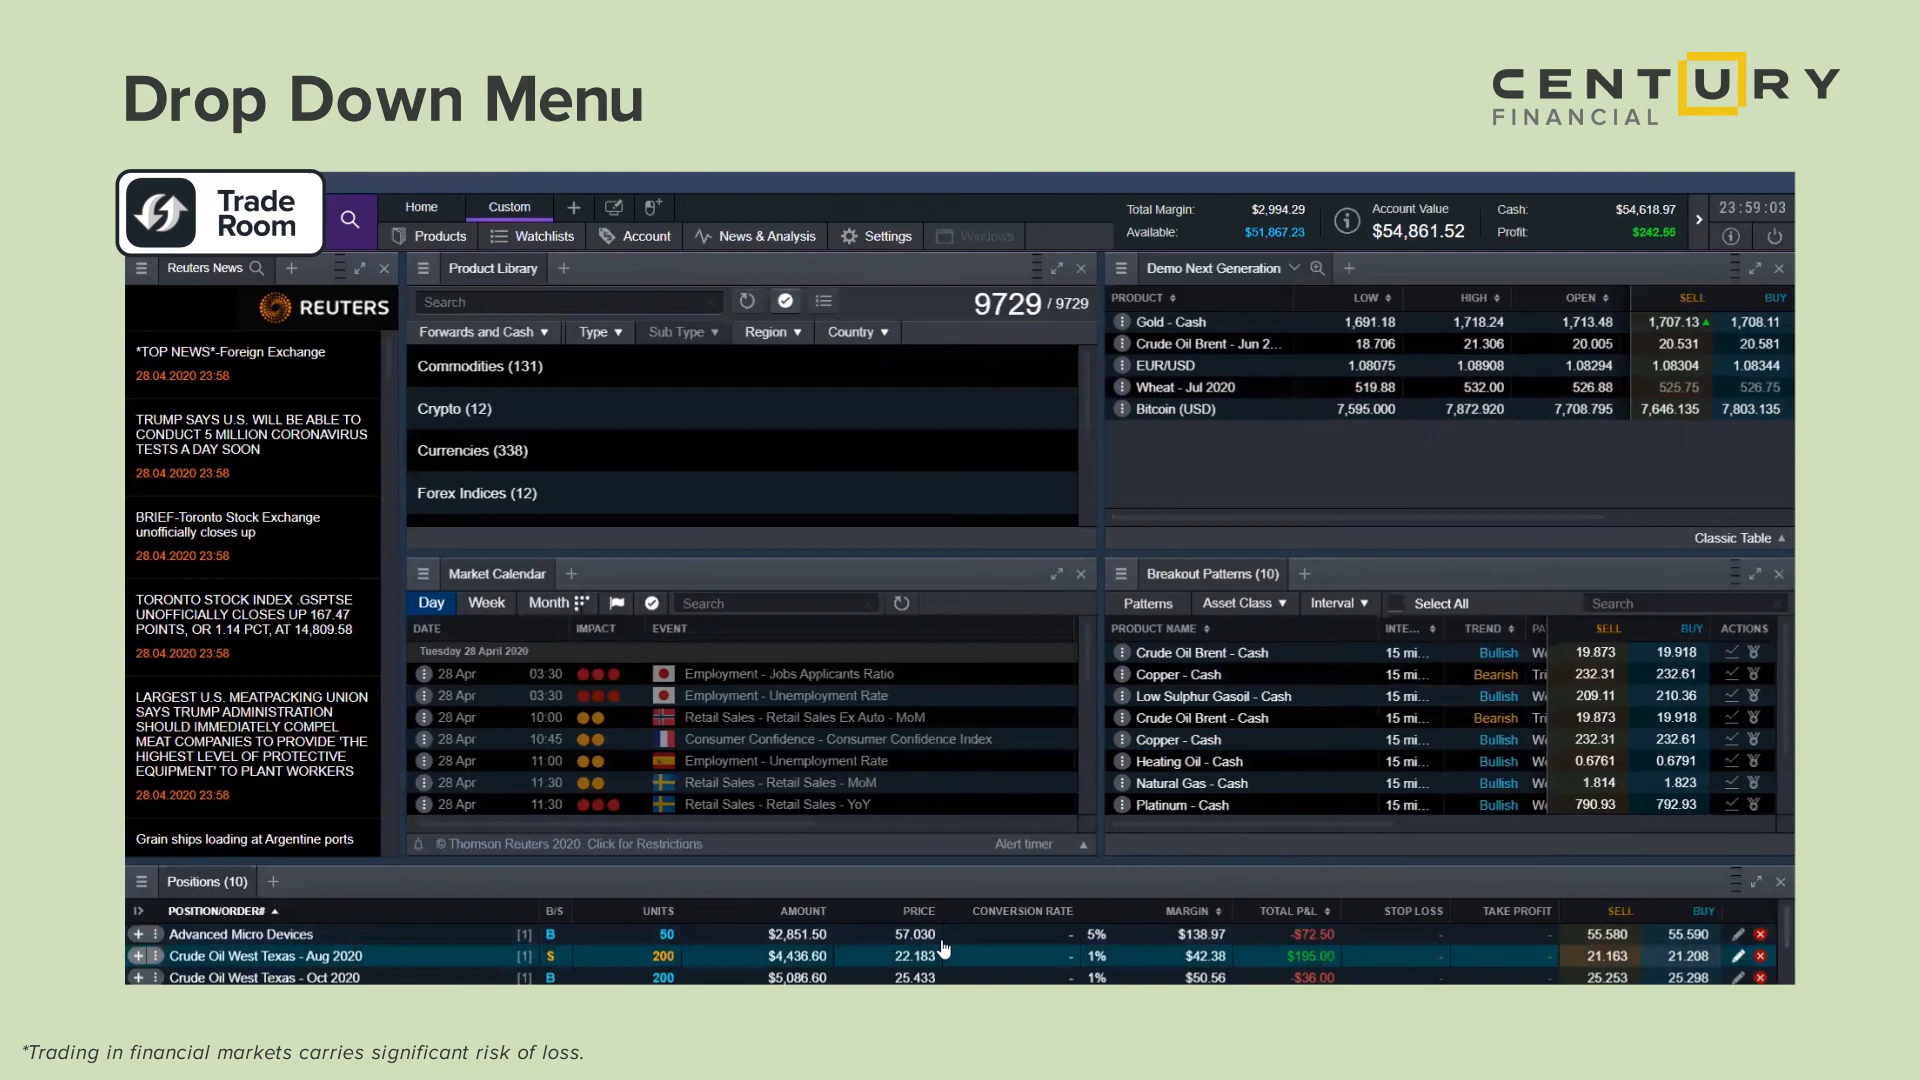 Drop Down Menu
CENTURY
FINANCIAL
Trade
Room
Home Custom
Products Watchlists Account News & Analysis Settings Windows
Total Margin: $2,994.29
Available: $51,867.23
Account Value
$54,861.52
Cash: $54,618.97
Profit: $242.55
23:59:03
Reuters News
REUTERS
*TOP NEWS*-Foreign Exchange
28.04.2020 23:58
TRUMP SAYS U.S. WILL BE ABLE TO
CONDUCT 5 MILLION CORONAVIRUS
TESTS A DAY SOON
28.04.2020 23:58
BRIEF-Toronto Stock Exchange
unofficially closes up
28.04.2020 23:58
TORONTO STOCK INDEX .GSPTSE
UNOFFICIALLY CLOSES UP 167.47
POINTS, OR 1.14 PCT, AT 14,809.58
28.04.2020 23:58
LARGEST U.S. MEATPACKING UNION
SAYS TRUMP ADMINISTRATION
SHOULD IMMEDIATELY COMPEL
MEAT COMPANIES TO PROVIDE 'THE
HIGHEST LEVEL OF PROTECTIVE
EQUIPMENT' TO PLANT WORKERS
28.04.2020 23:58
Grain ships loading at Argentine ports
Product Library
Search 9729 / 9729
Forwards and Cash Type Sub Type Region Country
Commodities (131)
Crypto (12)
Currencies (338)
Forex Indices (12)
Demo Next Generation
PRODUCT LOW HIGH OPEN SELL BUY
Gold - Cash 1,691.18 1,718.24 1,713.48 1,707.13 1,708.11
Crude Oil Brent - Jun 2... 18.706 21.306 20.005 20.531 20.581
EUR/USD 1.08075 1.08908 1.08294 1.08304 1.08344
Wheat - Jul 2020 519.88 532.00 526.88 525.75 526.75
Bitcoin (USD) 7,595.000 7,872.920 7,708.795 7,646.135 7,803.135
Classic Table
Market Calendar
Day Week Month Search
DATE IMPACT EVENT
Tuesday 28 April 2020
28 Apr 03:30 Employment - Jobs Applicants Ratio
28 Apr 03:30 Employment - Unemployment Rate
28 Apr 10:00 Retail Sales - Retail Sales Ex Auto - MoM
28 Apr 10:45 Consumer Confidence - Consumer Confidence Index
28 Apr 11:00 Employment - Unemployment Rate
28 Apr 11:30 Retail Sales - Retail Sales - MoM
28 Apr 11:30 Retail Sales - Retail Sales - YoY
© Thomson Reuters 2020. Click for Restrictions Alert timer
Breakout Patterns (10)
Patterns Asset Class Interval Select All Search
PRODUCT NAME INTE... TREND PA SELL BUY ACTIONS
Crude Oil Brent - Cash 15 mi... Bullish We 19.873 19.918
Copper - Cash 15 mi... Bearish Tri 232.31 232.61
Low Sulphur Gasoil - Cash 15 mi... Bullish We 209.11 210.36
Crude Oil Brent - Cash 15 mi... Bearish Tri 19.873 19.918
Copper - Cash 15 mi... Bullish We 232.31 232.61
Heating Oil - Cash 15 mi... Bullish We 0.6761 0.6791
Natural Gas - Cash 15 mi... Bullish We 1.814 1.823
Platinum - Cash 15 mi... Bullish We 790.93 792.93
Positions (10)
POSITION/ORDER# B/S UNITS AMOUNT PRICE CONVERSION RATE MARGIN TOTAL P&L STOP LOSS TAKE PROFIT SELL BUY
Advanced Micro Devices [1] B 50 $2,851.50 57.030 - 5% $138.97 -$72.50 - - 55.580 55.590
Crude Oil West Texas - Aug 2020 [1] S 200 $4,436.60 22.183 - 1% $42.38 $195.00 - - 21.163 21.208
Crude Oil West Texas - Oct 2020 [1] B 200 $5,086.60 25.433 - 1% $50.56 -$36.00 - - 25.253 25.298
*Trading in financial markets carries significant risk of loss.